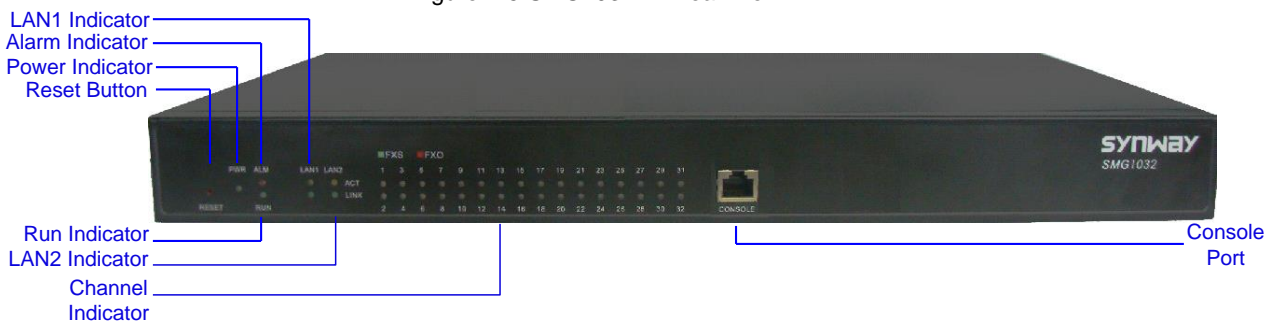 LAN1 Indicator
Alarm Indicator
Power Indicator
Reset Button
SYNWAY
SMG1032
FXS FXO
PWR ALM LAN1 LAN2 1 3 5 7 9 11 13 15 17 19 21 23 25 27 29 31
ACT
LINK
RESET RUN 2 4 6 8 10 12 14 16 18 20 22 24 26 28 30 32 CONSOLE
Run Indicator
LAN2 Indicator
Channel
Indicator
Console
Port